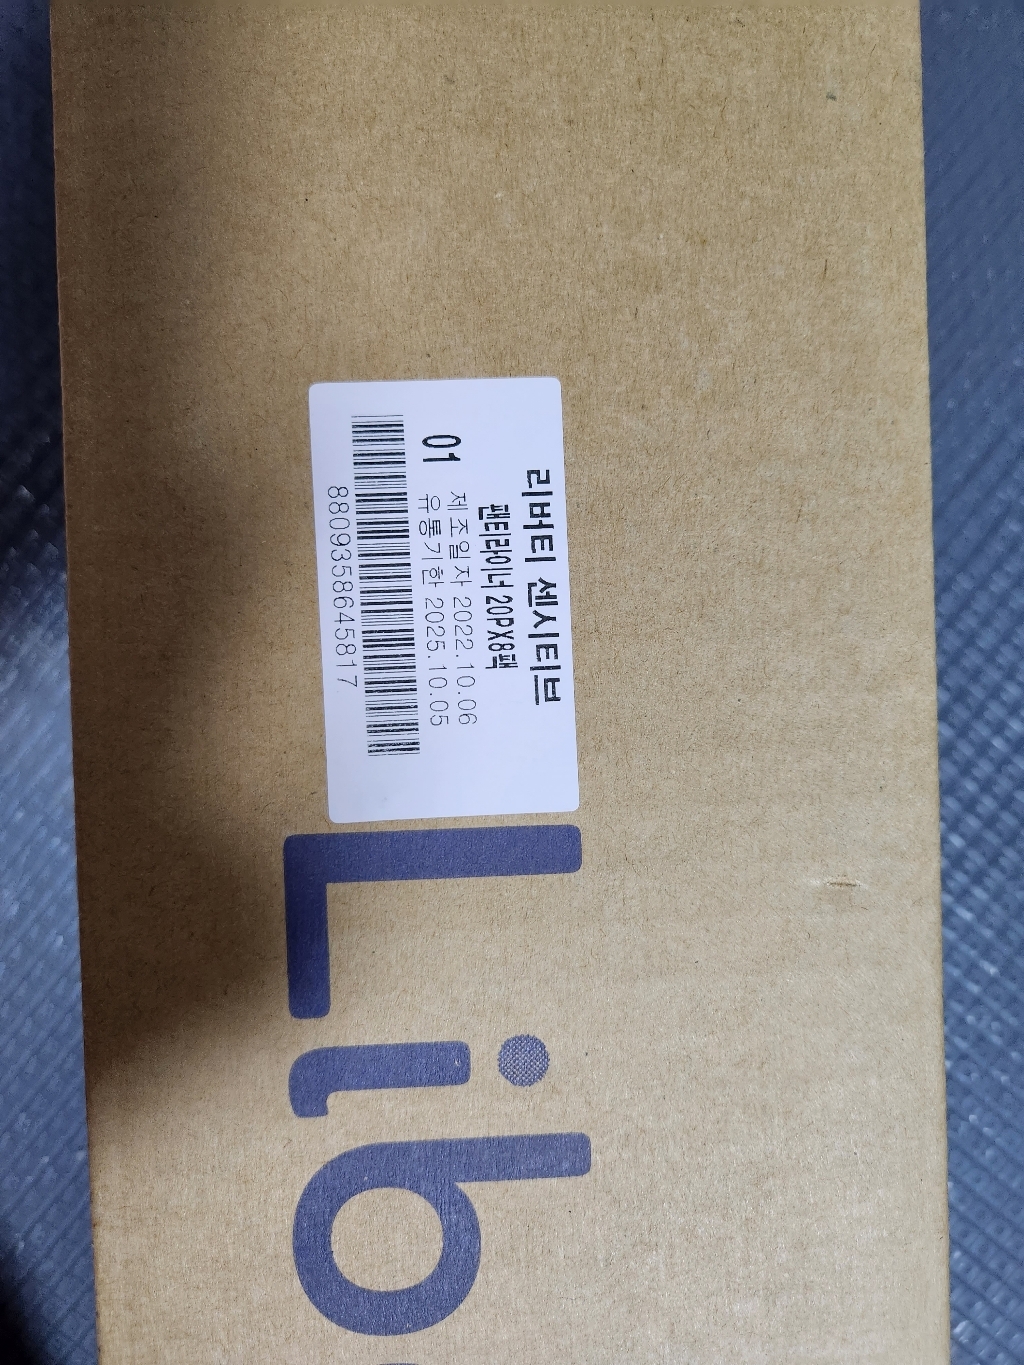 리버티 센시티브
팬티라이너 20PX8팩
01
제조일자 2022.10.06
유통기한 2025.10.05
8809358645817
Lib